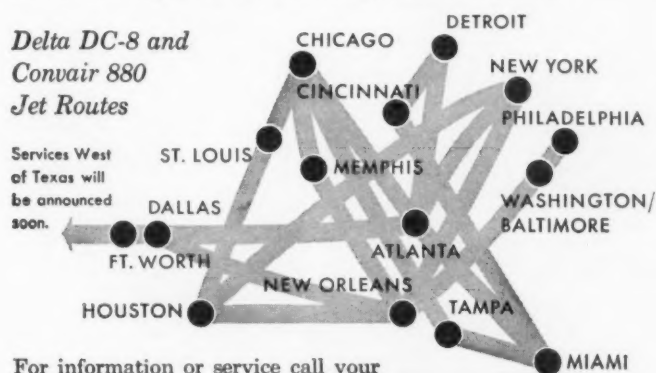 Delta DC-8 and
Convair 880
Jet Routes
Services West
of Texas will
be announced
soon.
DETROIT
CHICAGO
CINCINNATI
NEW YORK
PHILADELPHIA
ST. LOUIS
MEMPHIS
WASHINGTON/
BALTIMORE
DALLAS
ATLANTA
FT. WORTH
NEW ORLEANS
HOUSTON
TAMPA
MIAMI
For information or service call your